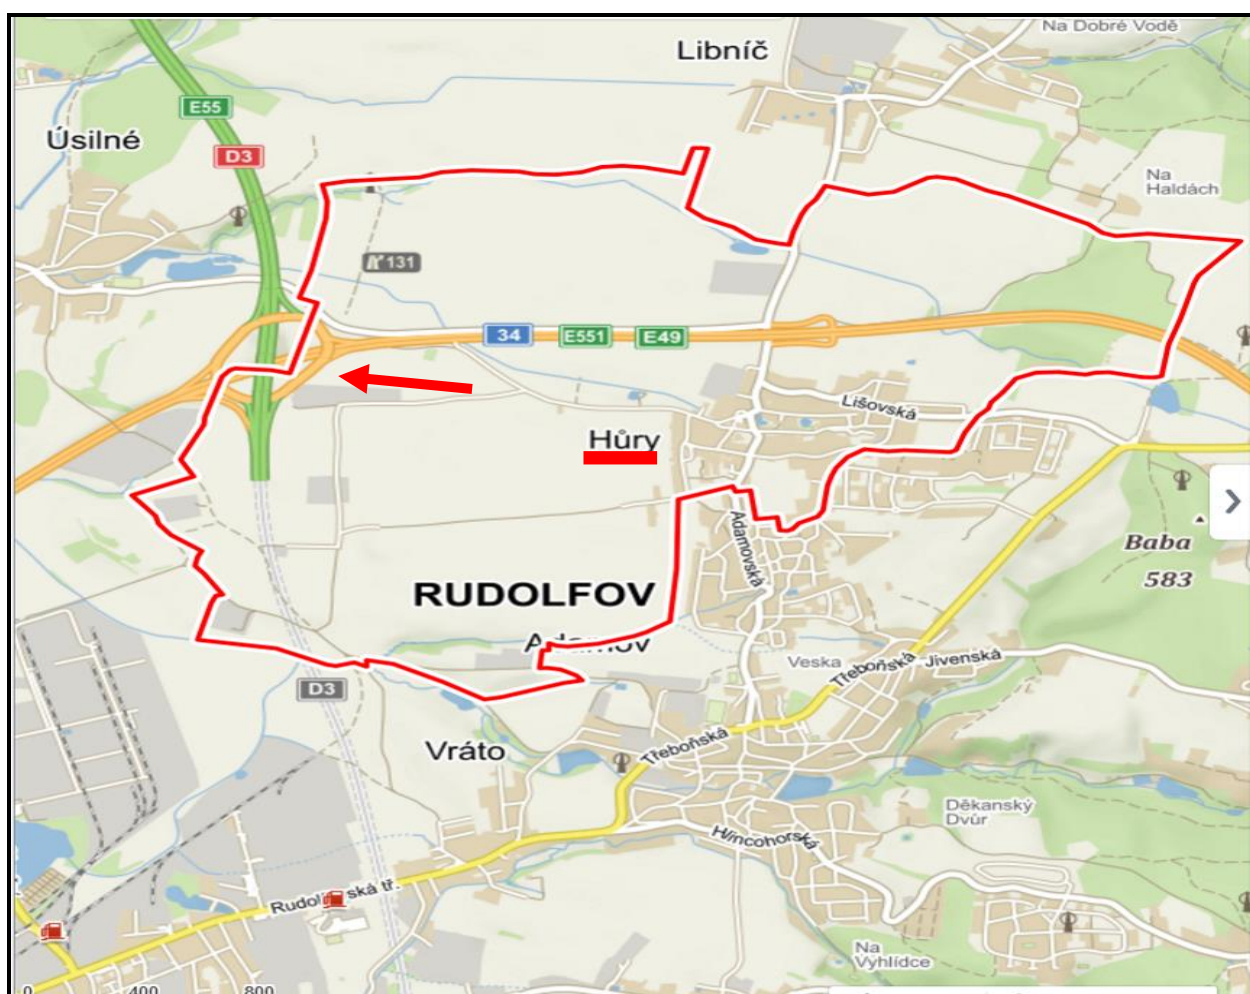 Na Dobré Vodě
Libníč
E55
Úsilné
D3
Na
Haldách
131
34
E551
E49
Lišovská
Hůry
Adamovská
Baba
583
RUDOLFOV
Adamov
Veska
Třeboňská
Jivenská
D3
Vráto
Třeboňská
Děkanský
Dvůr
Hlincohorská
Rudolfovská tř.
Na
Vyhlídce
0
400
800